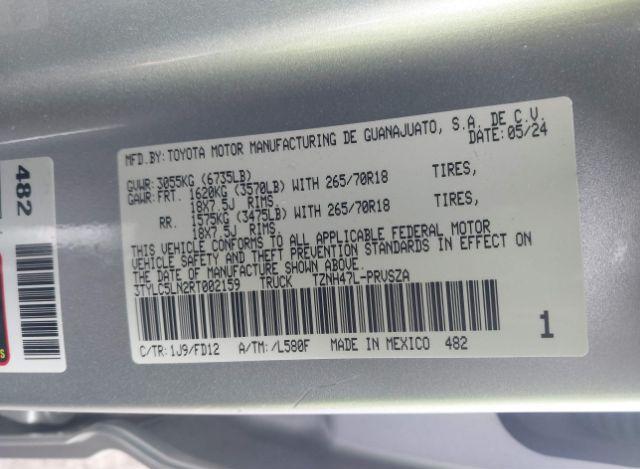 MFD.BY:TOYOTA MOTOR MANUFACTURING DE GUANAJUATO, S.A. DE C.V.
DATE:05/24
GVWR:3055KG (6735LB)
GAWR:FRT. 1620KG (3570LB) WITH 265/70R18 TIRES,
18X7.5J RIMS.
RR. 1575KG (3475LB) WITH 265/70R18 TIRES,
18X7.5J RIMS.
THIS VEHICLE CONFORMS TO ALL APPLICABLE FEDERAL MOTOR
VEHICLE SAFETY AND THEFT PREVENTION STANDARDS IN EFFECT ON
THE DATE OF MANUFACTURE SHOWN ABOVE.
3TYLC5LN2RT002159 TRUCK TZNH47L-PRVSZA
1
C/TR:1J9/FD12 A/TM:/L580F MADE IN MEXICO 482
482